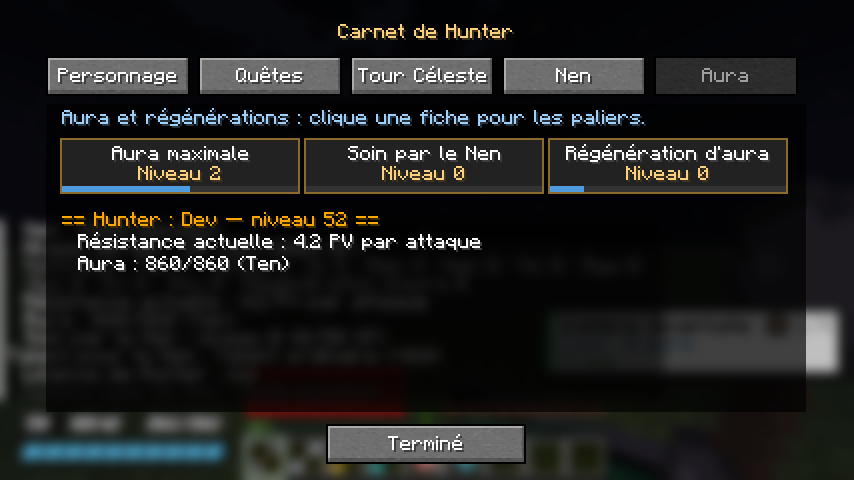 Carnet de Hunter
Personnage
Quêtes
Tour Céleste
Nen
Aura
Aura et régénérations : clique une fiche pour les paliers.
Aura maximale
Niveau 2
Soin par le Nen
Niveau 0
Régénération d'aura
Niveau 0
== Hunter : Dev — niveau 52 ==
Résistance actuelle : 4.2 PV par attaque
Aura : 860/860 (Ten)
Terminé